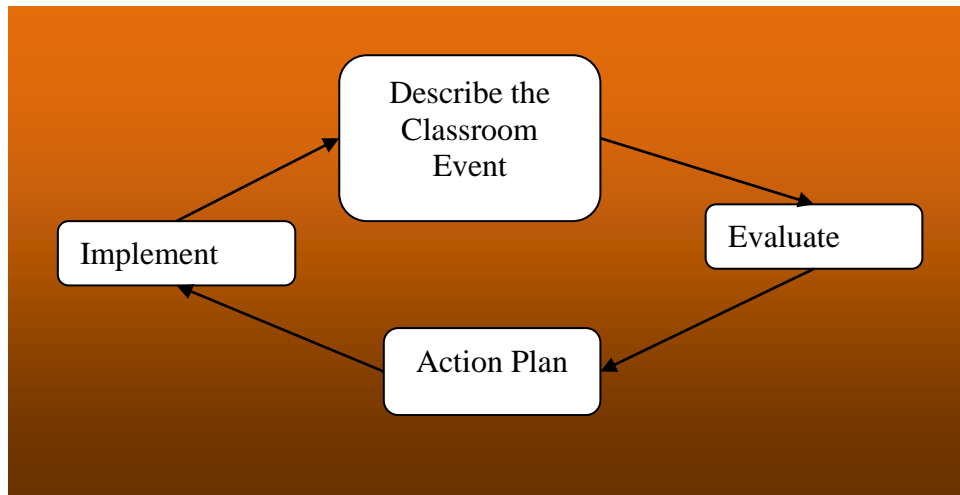 Describe the
Classroom
Event
Evaluate
Implement
Action Plan